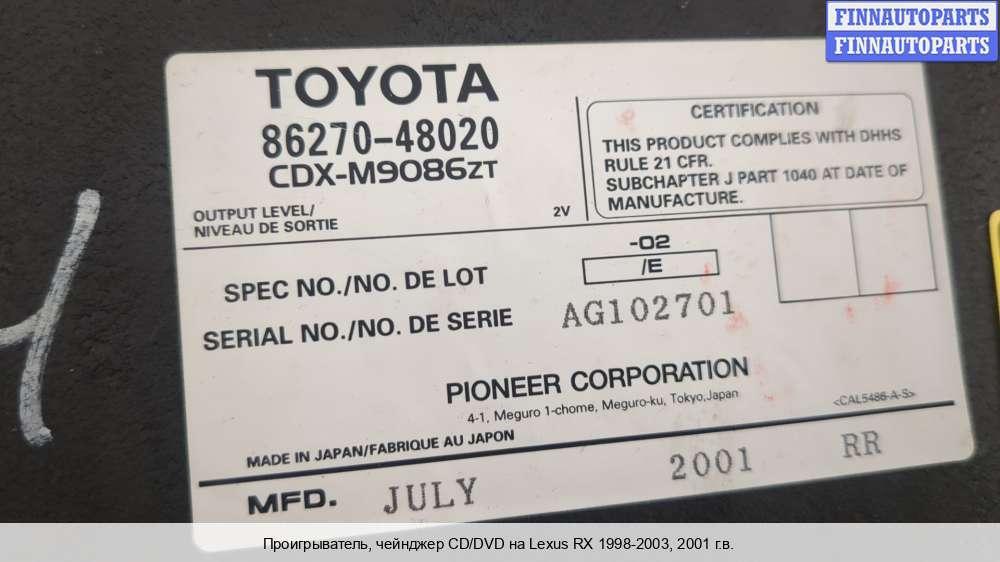 FINNAUTOPARTS
FINNAUTOPARTS
TOYOTA
86270-48020
CDX-M9086ZT
OUTPUT LEVEL/
NIVEAU DE SORTIE
2V
CERTIFICATION
THIS PRODUCT COMPLIES WITH DHHS
RULE 21 CFR.
SUBCHAPTER J PART 1040 AT DATE OF
MANUFACTURE.
SPEC NO./NO. DE LOT
-02
/E
SERIAL NO./NO. DE SERIE
AG102701
PIONEER CORPORATION
4-1, Meguro 1-chome, Meguro-ku, Tokyo,Japan
<CAL5486-A-S>
MADE IN JAPAN/FABRIQUE AU JAPON
MFD. JULY 2001 RR
Проигрыватель, чейнджер CD/DVD на Lexus RX 1998-2003, 2001 г.в.